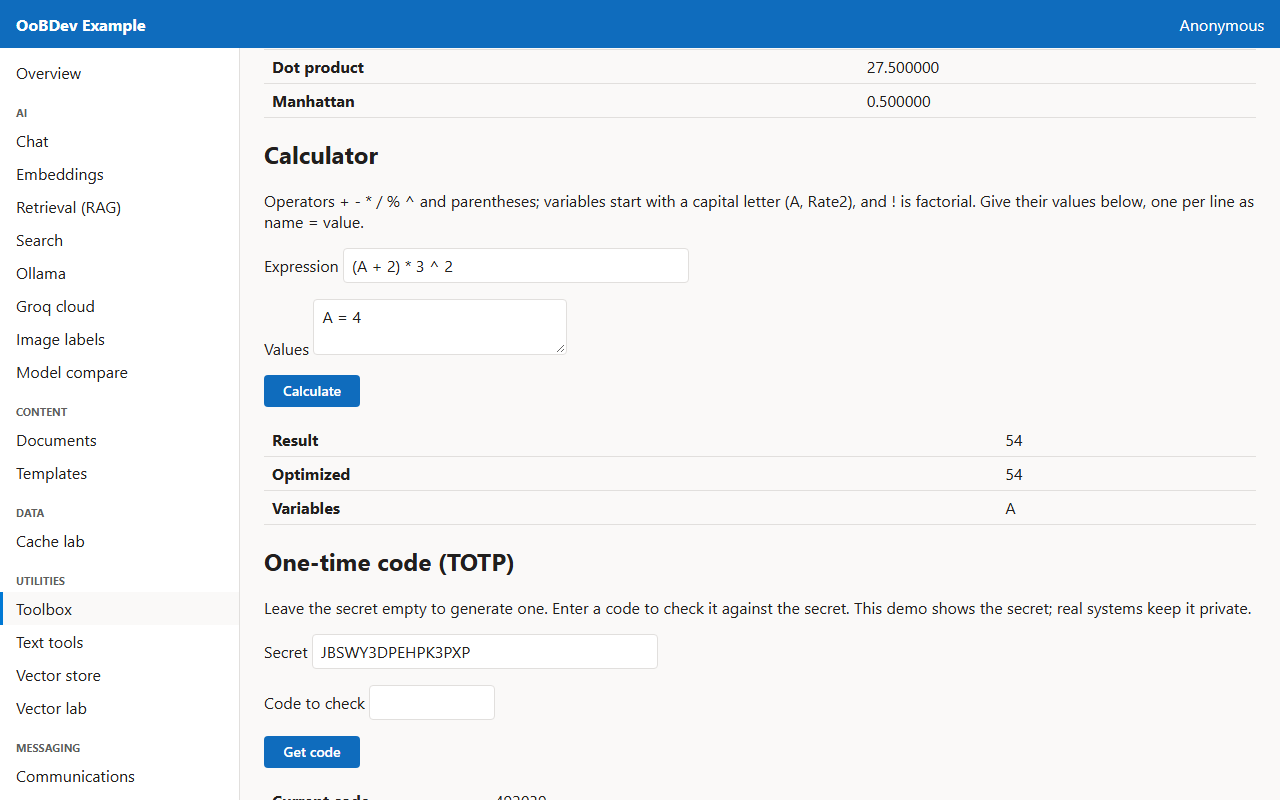 OoBDev Example
Anonymous
Overview
AI
Chat
Embeddings
Retrieval (RAG)
Search
Ollama
Groq cloud
Image labels
Model compare
CONTENT
Documents
Templates
DATA
Cache lab
UTILITIES
Toolbox
Text tools
Vector store
Vector lab
MESSAGING
Communications
Dot product 27.500000
Manhattan 0.500000
Calculator
Operators + - * / % ^ and parentheses; variables start with a capital letter (A, Rate2), and ! is factorial. Give their values below, one per line as
name = value.
Expression (A + 2) * 3 ^ 2
Values A = 4
Calculate
Result 54
Optimized 54
Variables A
One-time code (TOTP)
Leave the secret empty to generate one. Enter a code to check it against the secret. This demo shows the secret; real systems keep it private.
Secret JBSWY3DPEHPK3PXP
Code to check
Get code
Current code